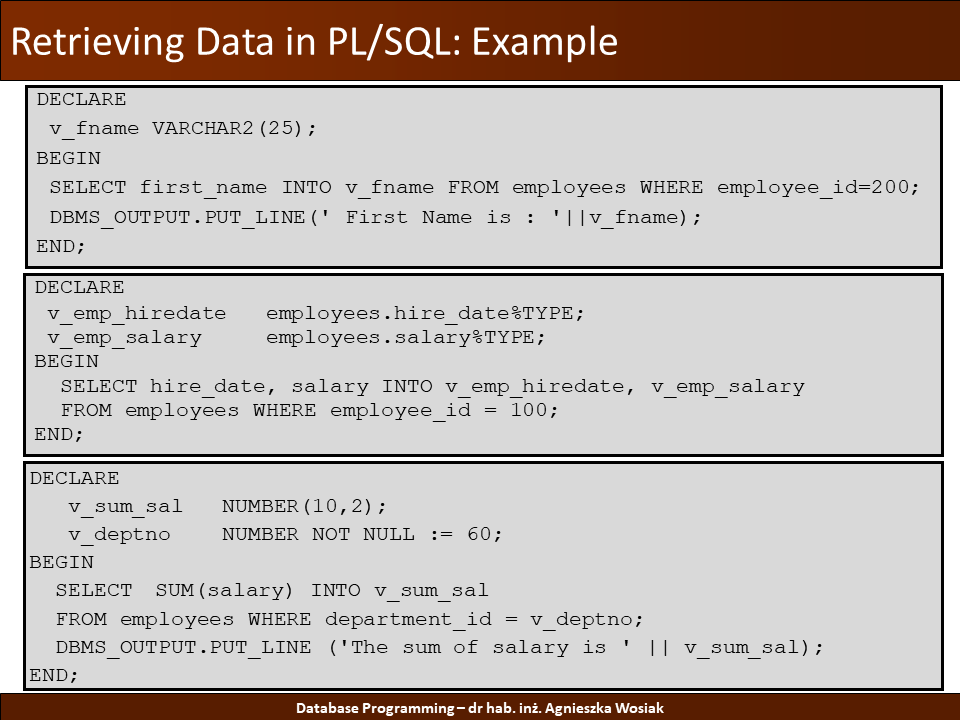 Retrieving Data in PL/SQL: Example
DECLARE
v_fname VARCHAR2(25);
BEGIN
SELECT first_name INTO v_fname FROM employees WHERE employee_id=200;
DBMS_OUTPUT.PUT_LINE(' First Name is : '||v_fname);
END;
DECLARE
v_emp_hiredate employees.hire_date%TYPE;
v_emp_salary employees.salary%TYPE;
BEGIN
SELECT hire_date, salary INTO v_emp_hiredate, v_emp_salary
FROM employees WHERE employee_id = 100;
END;
DECLARE
v_sum_sal NUMBER(10,2);
v_deptno NUMBER NOT NULL := 60;
BEGIN
SELECT SUM(salary) INTO v_sum_sal
FROM employees WHERE department_id = v_deptno;
DBMS_OUTPUT.PUT_LINE ('The sum of salary is ' || v_sum_sal);
END;
Database Programming – dr hab. inż. Agnieszka Wosiak